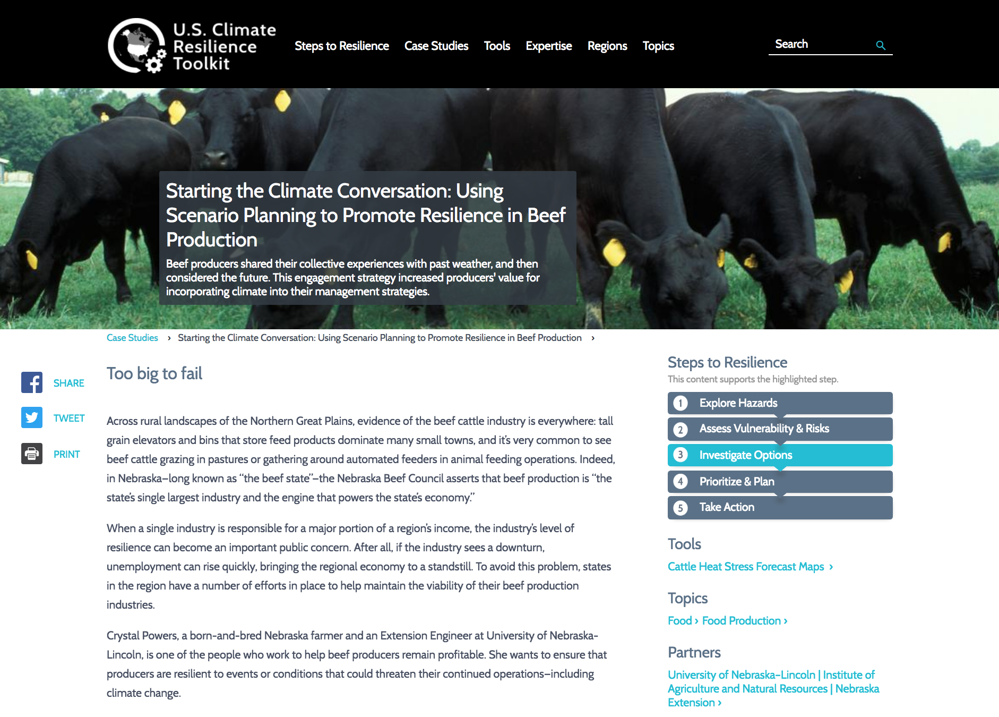 U.S. Climate
Resilience
Toolkit
Steps to Resilience
Case Studies
Tools
Expertise
Regions
Topics
Search
Starting the Climate Conversation: Using
Scenario Planning to Promote Resilience in Beef
Production
Beef producers shared their collective experiences with past weather, and then
considered the future. This engagement strategy increased producers' value for
incorporating climate into their management strategies.
Case Studies › Starting the Climate Conversation: Using Scenario Planning to Promote Resilience in Beef Production ›
SHARE
TWEET
PRINT
Too big to fail
Across rural landscapes of the Northern Great Plains, evidence of the beef cattle industry is everywhere: tall
grain elevators and bins that store feed products dominate many small towns, and it’s very common to see
beef cattle grazing in pastures or gathering around automated feeders in animal feeding operations. Indeed,
in Nebraska–long known as “the beef state”–the Nebraska Beef Council asserts that beef production is “the
state’s single largest industry and the engine that powers the state’s economy.”
When a single industry is responsible for a major portion of a region’s income, the industry’s level of
resilience can become an important public concern. After all, if the industry sees a downturn,
unemployment can rise quickly, bringing the regional economy to a standstill. To avoid this problem, states
in the region have a number of efforts in place to help maintain the viability of their beef production
industries.
Crystal Powers, a born-and-bred Nebraska farmer and an Extension Engineer at University of Nebraska-
Lincoln, is one of the people who work to help beef producers remain profitable. She wants to ensure that
producers are resilient to events or conditions that could threaten their continued operations–including
climate change.
Steps to Resilience
This content supports the highlighted step.
1 Explore Hazards
2 Assess Vulnerability & Risks
3 Investigate Options
4 Prioritize & Plan
5 Take Action
Tools
Cattle Heat Stress Forecast Maps ›
Topics
Food › Food Production ›
Partners
University of Nebraska–Lincoln | Institute of
Agriculture and Natural Resources | Nebraska
Extension ›